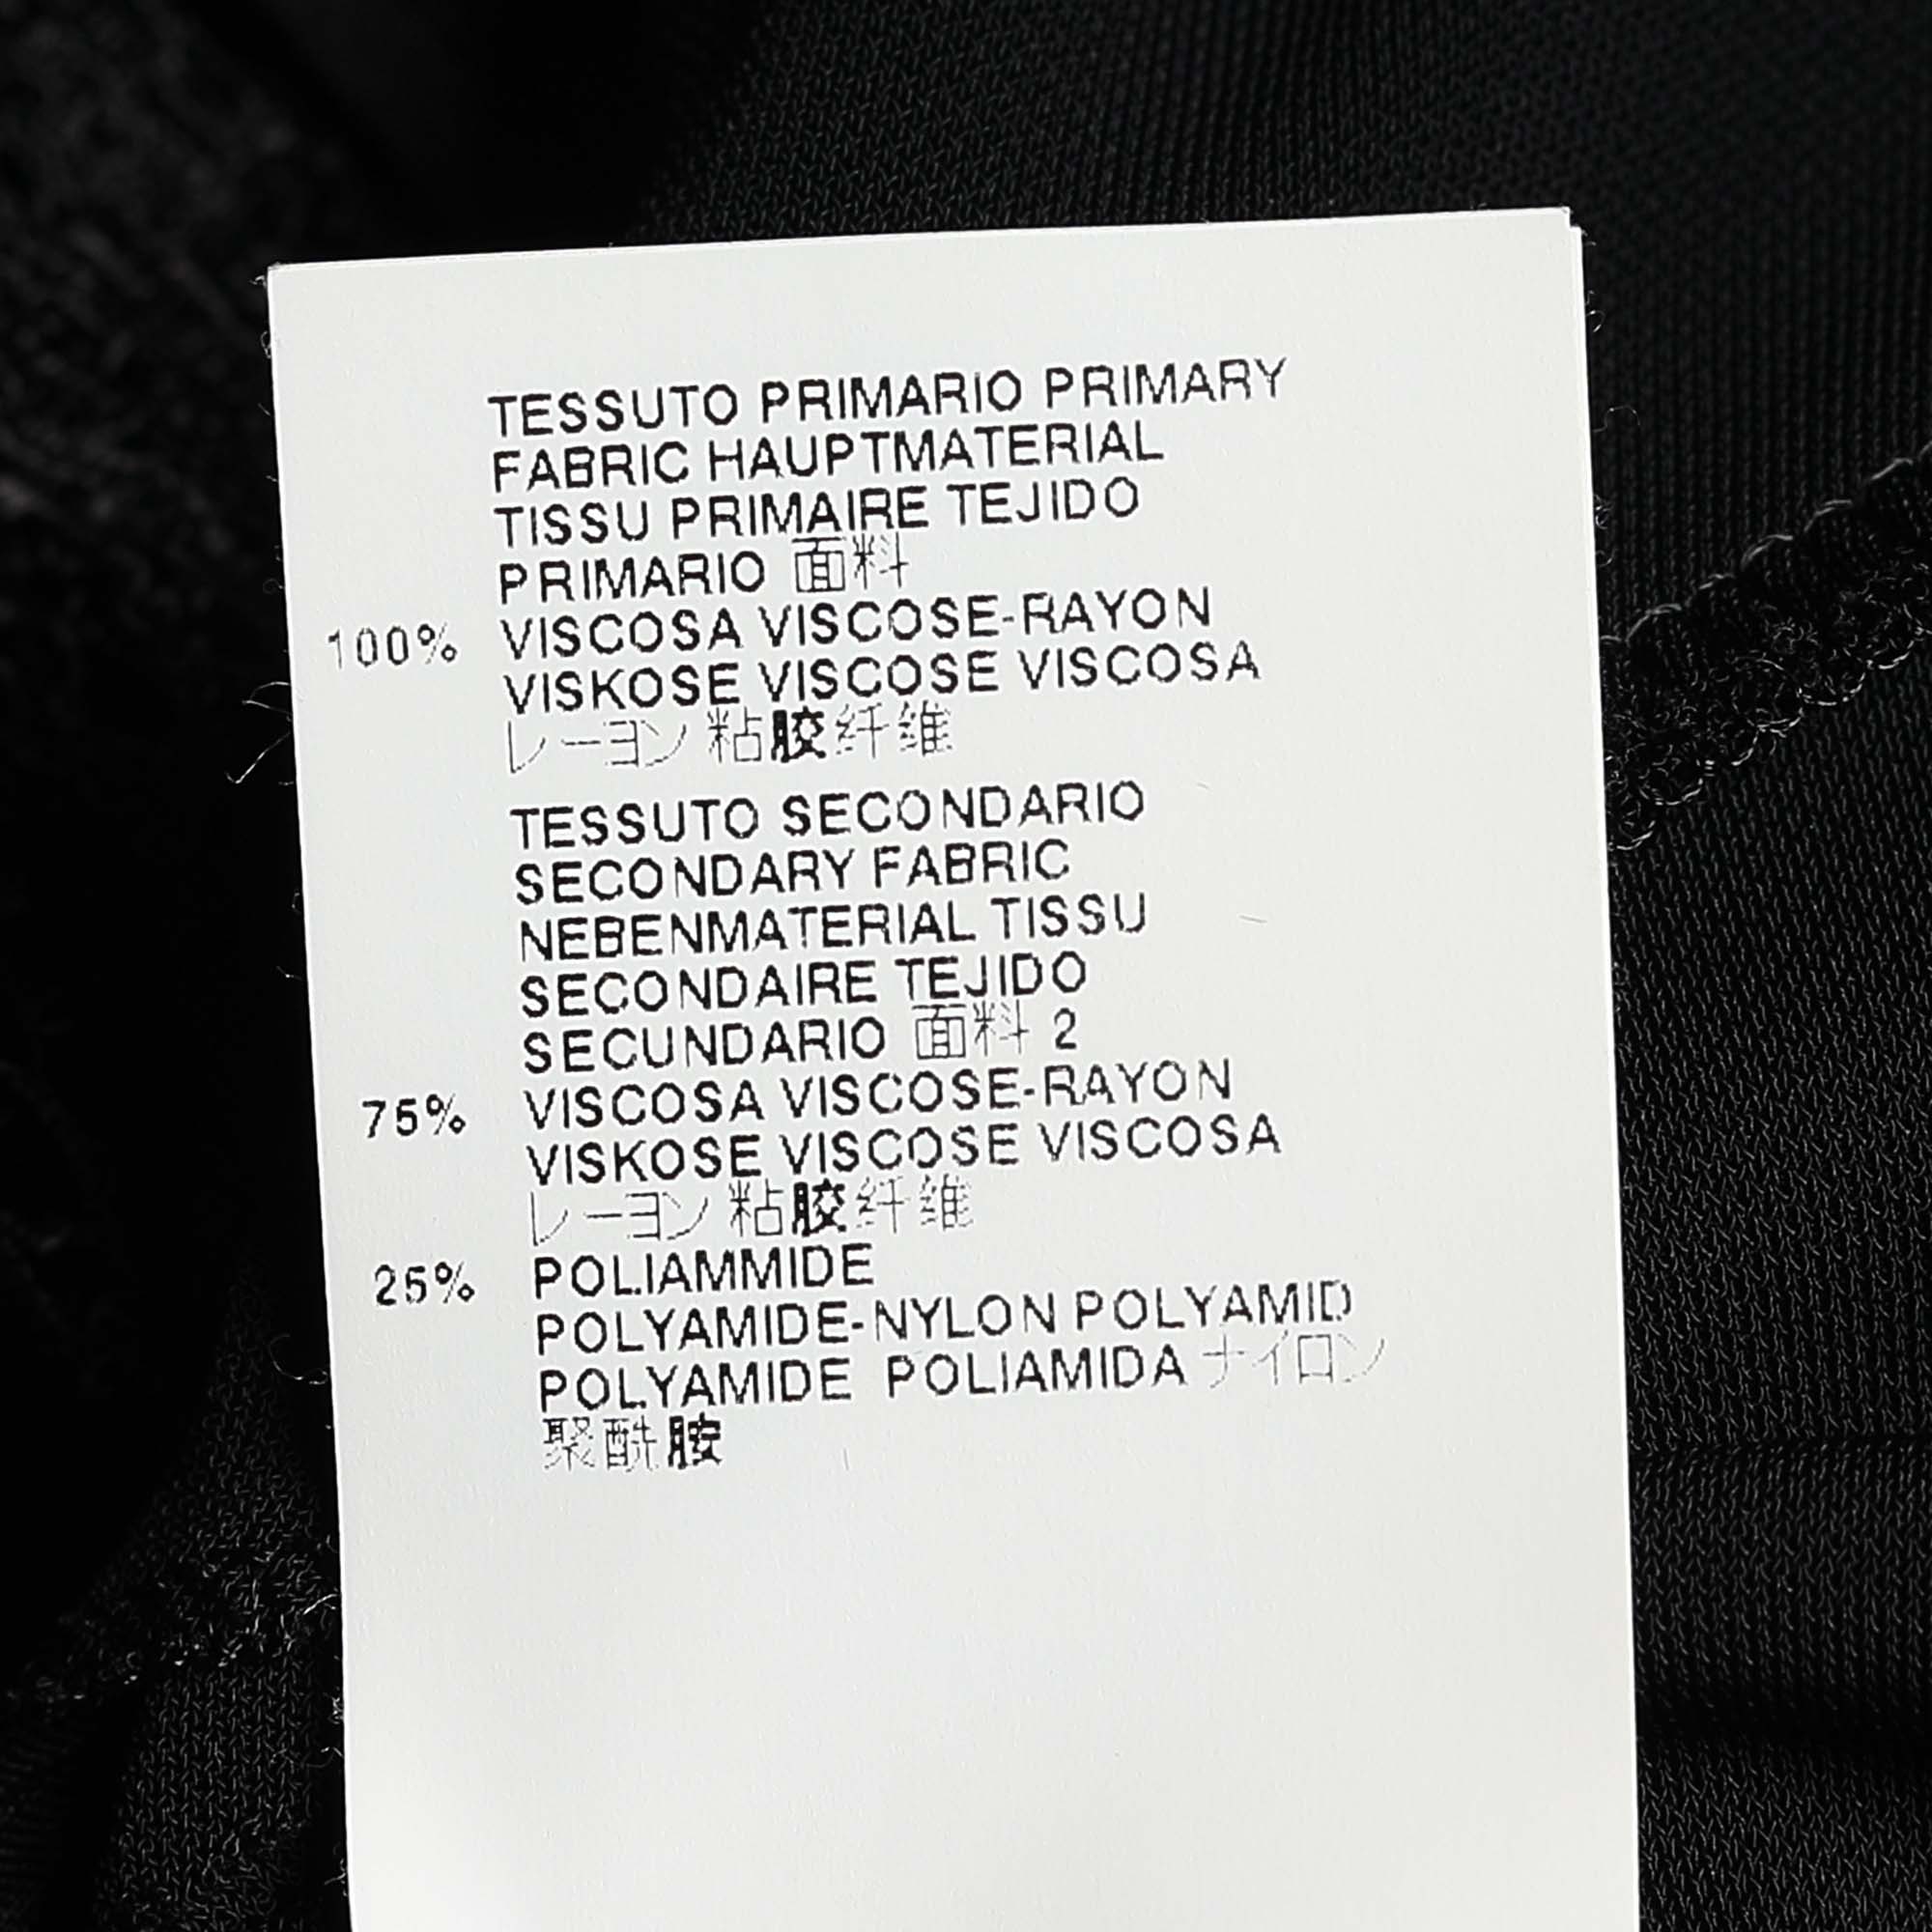 TESSUTO PRIMARIO PRIMARY
FABRIC HAUPTMATERIAL
TISSU PRIMAIRE TEJIDO
PRIMARIO 面料
100% VISCOSA VISCOSE-RAYON
VISKOSE VISCOSE VISCOSA
レーヨン 粘胶纤维
TESSUTO SECONDARIO
SECONDARY FABRIC
NEBENMATERIAL TISSU
SECONDAIRE TEJIDO
SECUNDARIO 面料 2
75% VISCOSA VISCOSE-RAYON
VISKOSE VISCOSE VISCOSA
レーヨン 粘胶纤维
25% POLIAMMIDE
POLYAMIDE-NYLON POLYAMID
POLYAMIDE POLIAMIDA ナイロン
聚酰胺